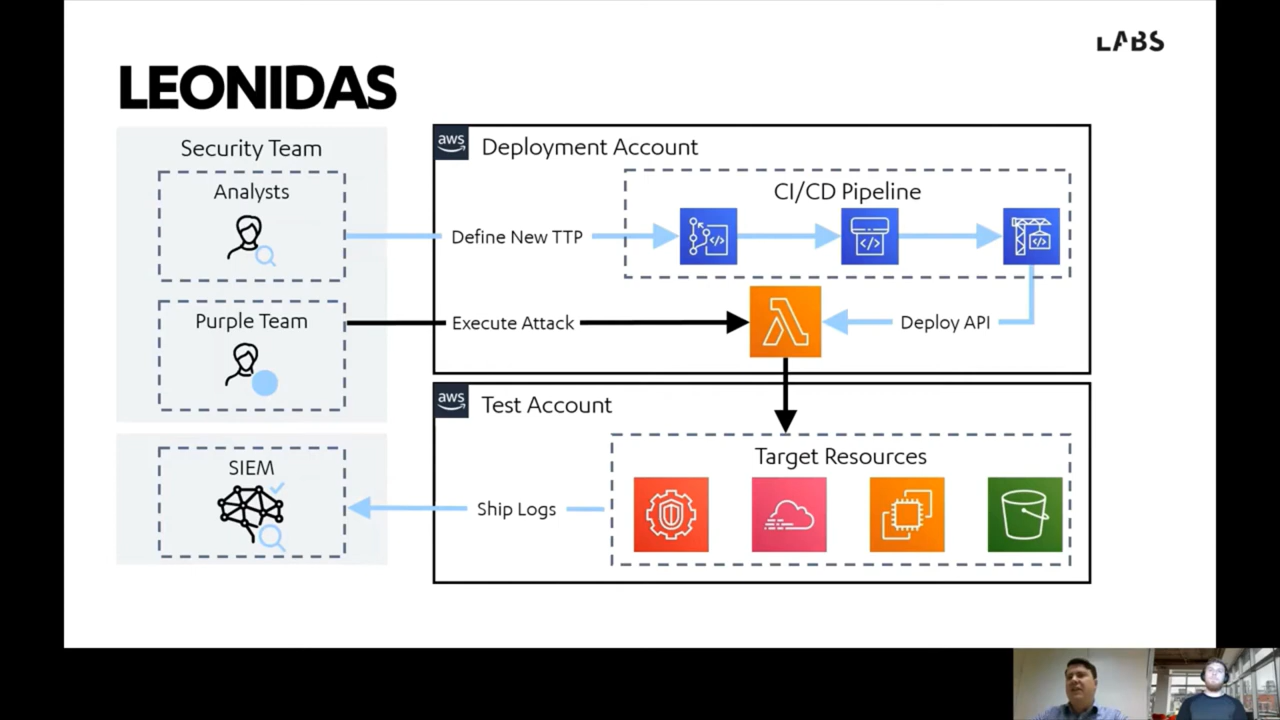 LABS
LEONIDAS
Security Team
Analysts
Purple Team
SIEM
aws
Deployment Account
CI/CD Pipeline
Define New TTP
Execute Attack
Deploy API
aws
Test Account
Target Resources
Ship Logs